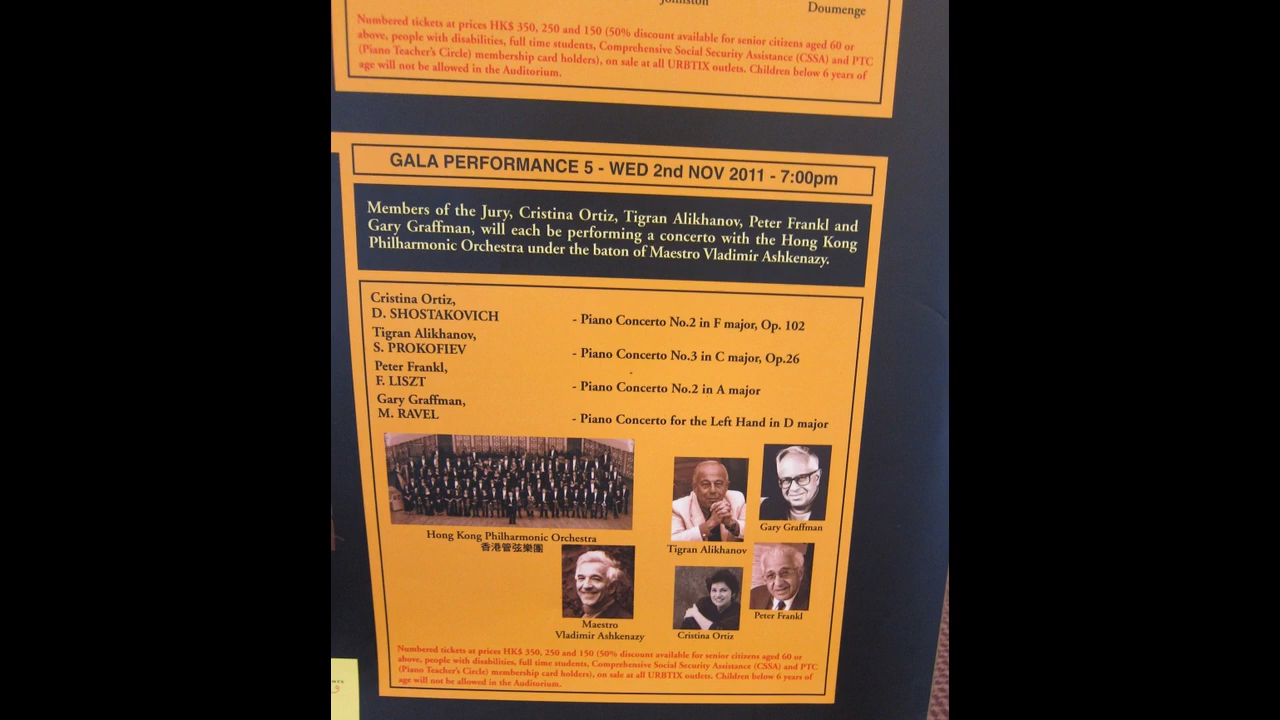 Johnston
Doumenge
Numbered tickets at prices HK$ 350, 250 and 150 (50% discount available for senior citizens aged 60 or
above, people with disabilities, full time students, Comprehensive Social Security Assistance (CSSA) and PTC
(Piano Teacher's Circle) membership card holders), on sale at all URBTIX outlets. Children below 6 years of
age will not be allowed in the Auditorium.
GALA PERFORMANCE 5 - WED 2nd NOV 2011 - 7:00pm
Members of the Jury, Cristina Ortiz, Tigran Alikhanov, Peter Frankl and
Gary Graffman, will each be performing a concerto with the Hong Kong
Philharmonic Orchestra under the baton of Maestro Vladimir Ashkenazy.
Cristina Ortiz,
D. SHOSTAKOVICH
- Piano Concerto No.2 in F major, Op. 102
Tigran Alikhanov,
S. PROKOFIEV
- Piano Concerto No.3 in C major, Op.26
Peter Frankl,
F. LISZT
- Piano Concerto No.2 in A major
Gary Graffman,
M. RAVEL
- Piano Concerto for the Left Hand in D major
Hong Kong Philharmonic Orchestra
香港管弦樂團
Maestro
Vladimir Ashkenazy
Tigran Alikhanov
Gary Graffman
Cristina Ortiz
Peter Frankl
Numbered tickets at prices HK$ 350, 250 and 150 (50% discount available for senior citizens aged 60 or
above, people with disabilities, full time students, Comprehensive Social Security Assistance (CSSA) and PTC
(Piano Teacher's Circle) membership card holders), on sale at all URBTIX outlets. Children below 6 years of
age will not be allowed in the Auditorium.